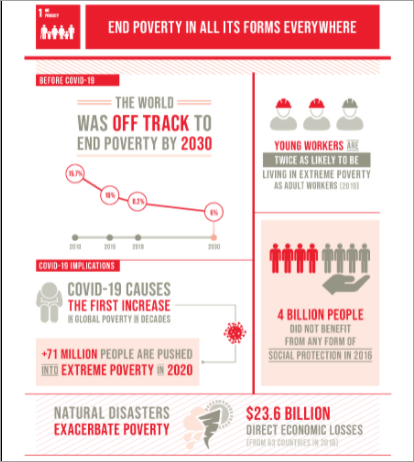 1 NO
POVERTY
END POVERTY IN ALL ITS FORMS EVERYWHERE
BEFORE COVID-19
THE WORLD
WAS OFF TRACK TO
END POVERTY BY 2030
15.7%
10%
8.2%
6%
2010
2015
2019
2030
YOUNG WORKERS ARE
TWICE AS LIKELY TO BE
LIVING IN EXTREME POVERTY
AS ADULT WORKERS (2019)
COVID-19 IMPLICATIONS
COVID-19 CAUSES
THE FIRST INCREASE
IN GLOBAL POVERTY IN DECADES
+71 MILLION PEOPLE ARE PUSHED
INTO EXTREME POVERTY IN 2020
4 BILLION PEOPLE
DID NOT BENEFIT
FROM ANY FORM OF
SOCIAL PROTECTION IN 2016
NATURAL DISASTERS
EXACERBATE POVERTY
$23.6 BILLION
DIRECT ECONOMIC LOSSES
(FROM 63 COUNTRIES IN 2018)